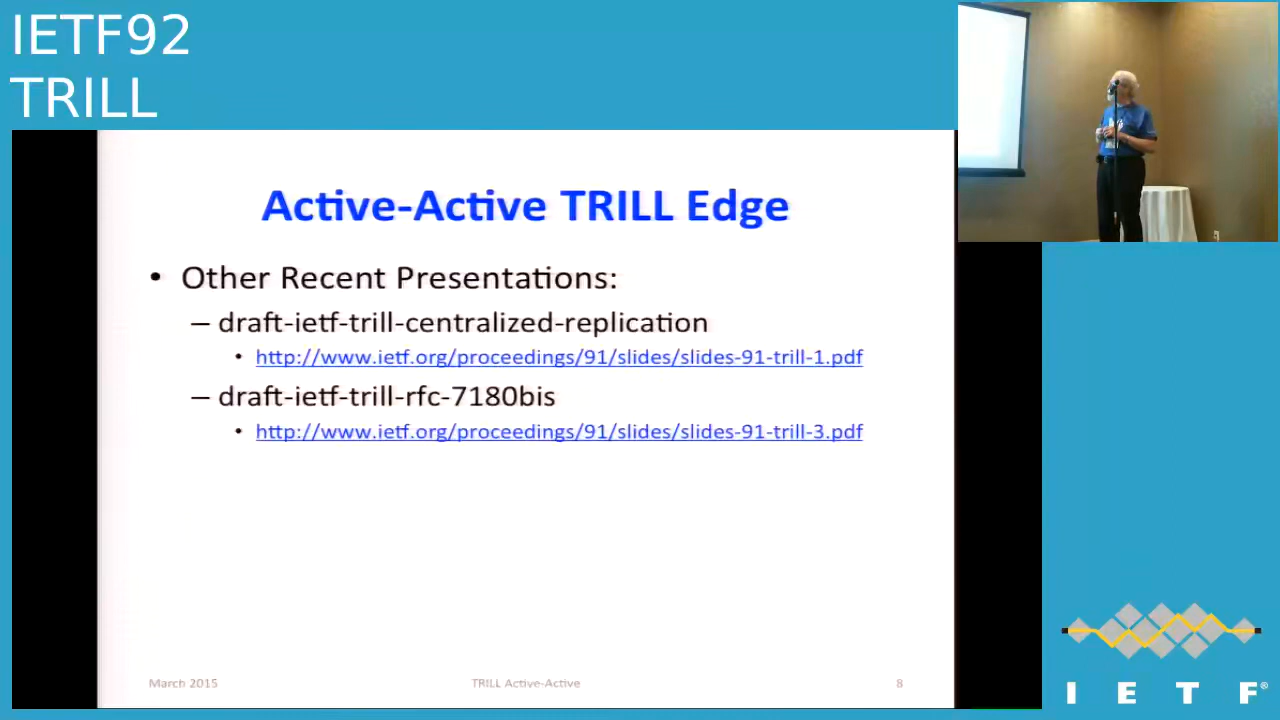 IETF92
TRILL
Active-Active TRILL Edge
• Other Recent Presentations:
– draft-ietf-trill-centralized-replication
• http://www.ietf.org/proceedings/91/slides/slides-91-trill-1.pdf
– draft-ietf-trill-rfc-7180bis
• http://www.ietf.org/proceedings/91/slides/slides-91-trill-3.pdf
March 2015 TRILL Active-Active 8
I E T F®